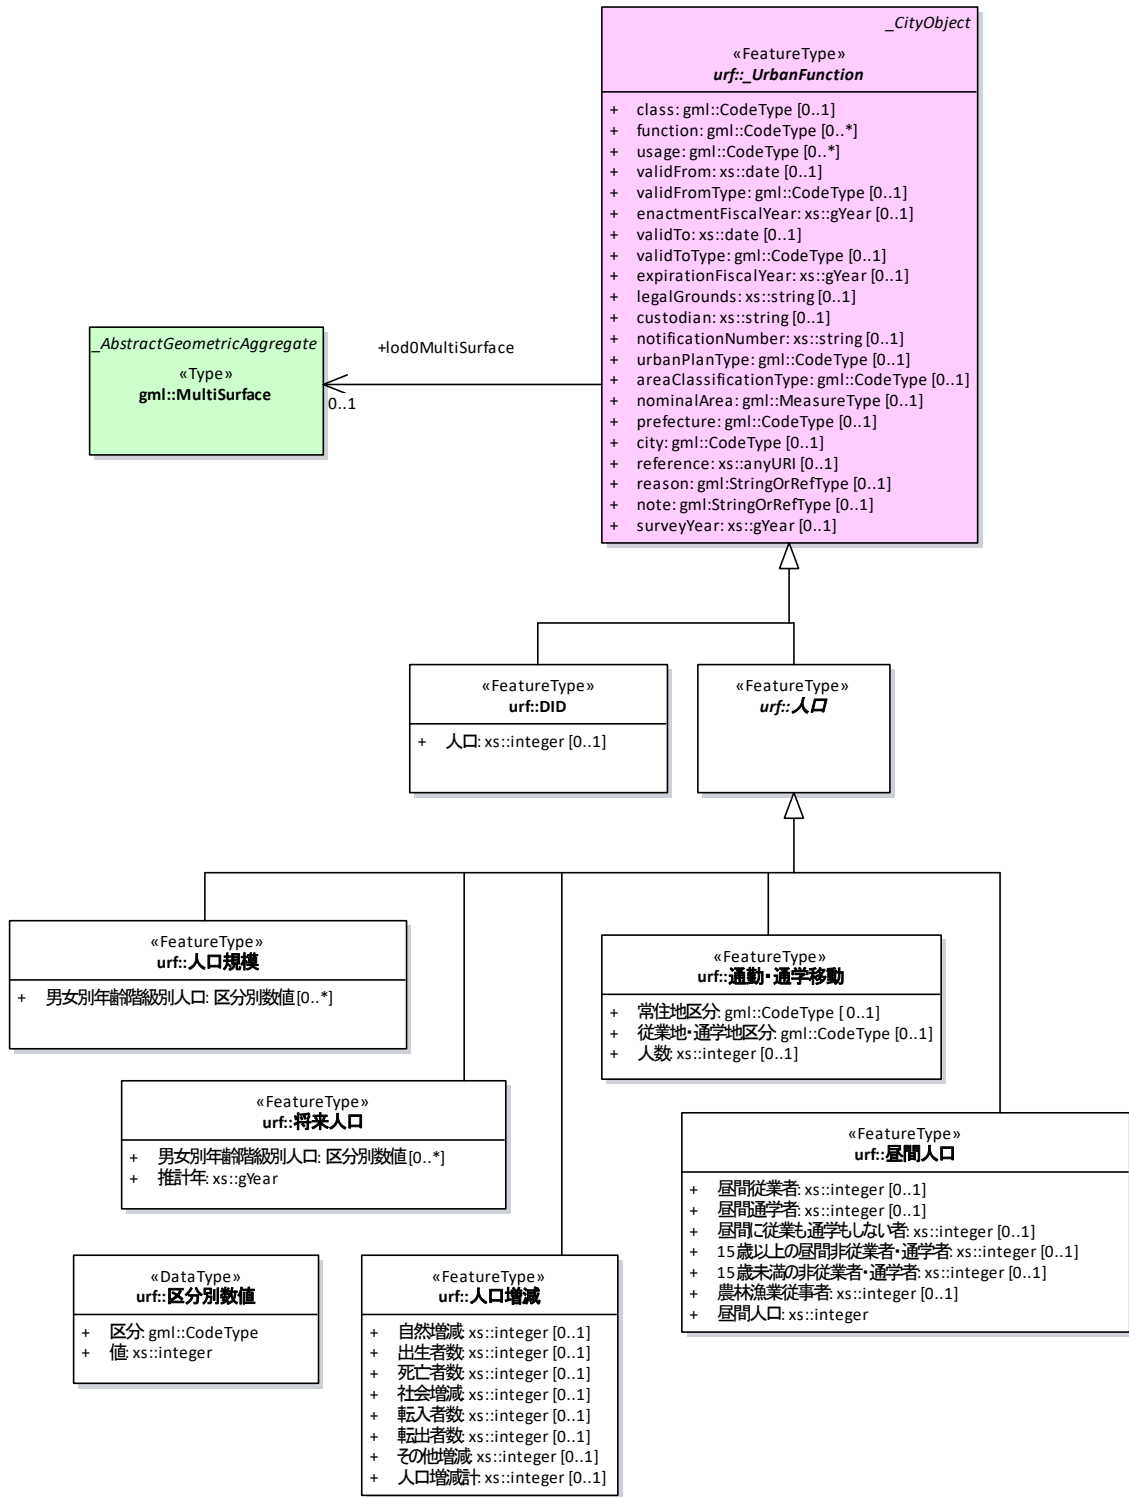 _CityObject
«FeatureType»
urf::_UrbanFunction
+ class: gml::CodeType [0..1]
+ function: gml::CodeType [0..*]
+ usage: gml::CodeType [0..*]
+ validFrom: xs::date [0..1]
+ validFromType: gml::CodeType [0..1]
+ enactmentFiscalYear: xs::gYear [0..1]
+ validTo: xs::date [0..1]
+ validToType: gml::CodeType [0..1]
+ expirationFiscalYear: xs::gYear [0..1]
+ legalGrounds: xs::string [0..1]
+ custodian: xs::string [0..1]
+ notificationNumber: xs::string [0..1]
+ urbanPlanType: gml::CodeType [0..1]
+ areaClassificationType: gml::CodeType [0..1]
+ nominalArea: gml::MeasureType [0..1]
+ prefecture: gml::CodeType [0..1]
+ city: gml::CodeType [0..1]
+ reference: xs::anyURI [0..1]
+ reason: gml:StringOrRefType [0..1]
+ note: gml:StringOrRefType [0..1]
+ surveyYear: xs::gYear [0..1]
_AbstractGeometricAggregate
«Type»
gml::MultiSurface
+lod0MultiSurface
0..1
«FeatureType»
urf::DID
+ 人口: xs::integer [0..1]
«FeatureType»
urf::人口
«FeatureType»
urf::人口規模
+ 男女別年齢階級別人口: 区分別数値 [0..*]
«FeatureType»
urf::通勤・通学移動
+ 常住地区分: gml::CodeType [ 0..1]
+ 従業地・通学地区分: gml::CodeType [0..1]
+ 人数: xs::integer [0..1]
«FeatureType»
urf::将来人口
+ 男女別年齢階級別人口: 区分別数値 [0..*]
+ 推計年: xs::gYear
«FeatureType»
urf::昼間人口
+ 昼間従業者: xs::integer [0..1]
+ 昼間通学者: xs::integer [0..1]
+ 昼間に従業も通学もしない者: xs::integer [0..1]
+ 15歳以上の昼間非従業者・通学者: xs::integer [0..1]
+ 15歳未満の非従業者・通学者: xs::integer [0..1]
+ 農林漁業従事者: xs::integer [0..1]
+ 昼間人口: xs::integer
«DataType»
urf::区分別数値
+ 区分: gml::CodeType
+ 値: xs::integer
«FeatureType»
urf::人口増減
+ 自然増減: xs::integer [0..1]
+ 出生者数: xs::integer [0..1]
+ 死亡者数: xs::integer [0..1]
+ 社会増減: xs::integer [0..1]
+ 転入者数: xs::integer [0..1]
+ 転出者数: xs::integer [0..1]
+ その他増減: xs::integer [0..1]
+ 人口増減計: xs::integer [0..1]